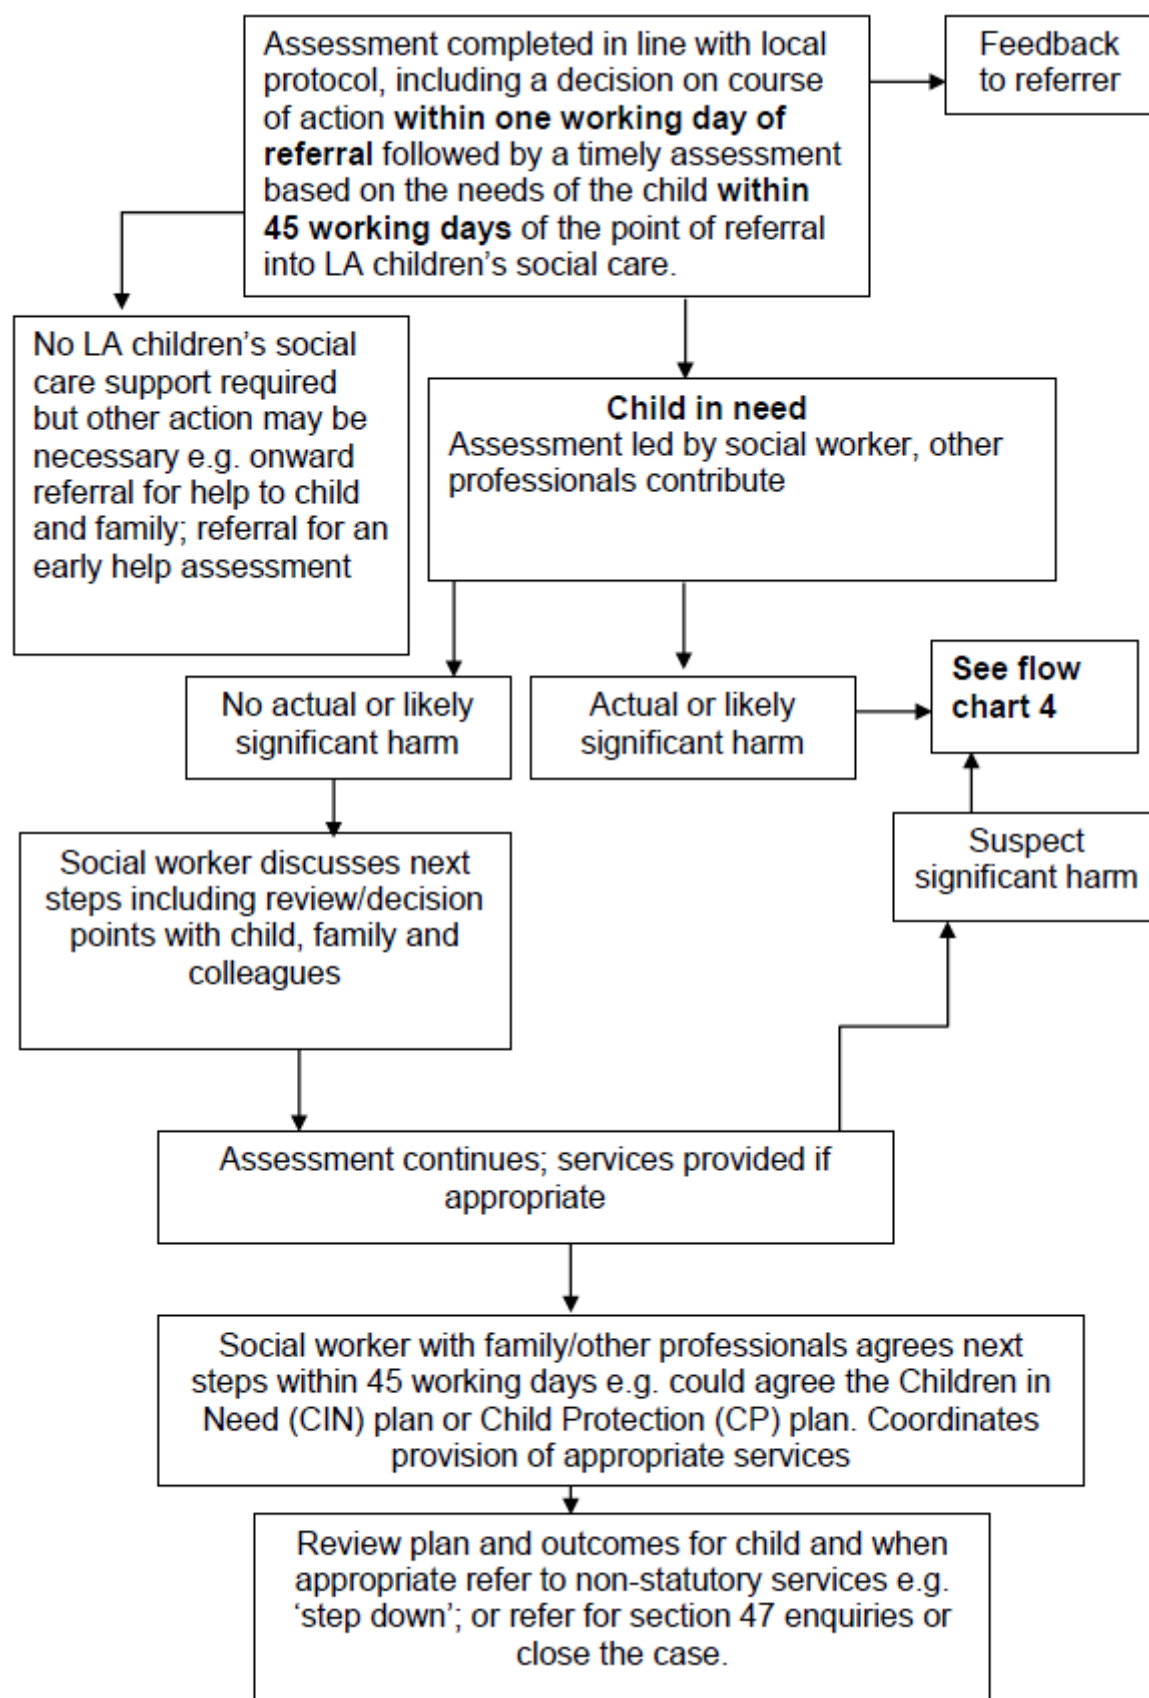 Assessment completed in line with local
protocol, including a decision on course
of action within one working day of
referral followed by a timely assessment
based on the needs of the child within
45 working days of the point of referral
into LA children’s social care.
Feedback
to referrer
No LA children’s social
care support required
but other action may be
necessary e.g. onward
referral for help to child
and family; referral for an
early help assessment
Child in need
Assessment led by social worker, other
professionals contribute
No actual or likely
significant harm
Actual or likely
significant harm
See flow
chart 4
Suspect
significant harm
Social worker discusses next
steps including review/decision
points with child, family and
colleagues
Assessment continues; services provided if
appropriate
Social worker with family/other professionals agrees next
steps within 45 working days e.g. could agree the Children in
Need (CIN) plan or Child Protection (CP) plan. Coordinates
provision of appropriate services
Review plan and outcomes for child and when
appropriate refer to non-statutory services e.g.
‘step down’; or refer for section 47 enquiries or
close the case.